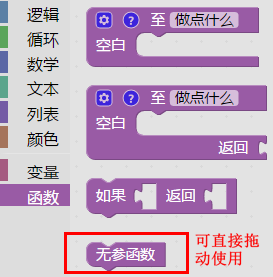 逻辑
循环
数学
文本
列表
颜色
变量
函数
至 做点什么
空白
至 做点什么
空白
返回
如果 返回
无参函数
可直接拖
动使用